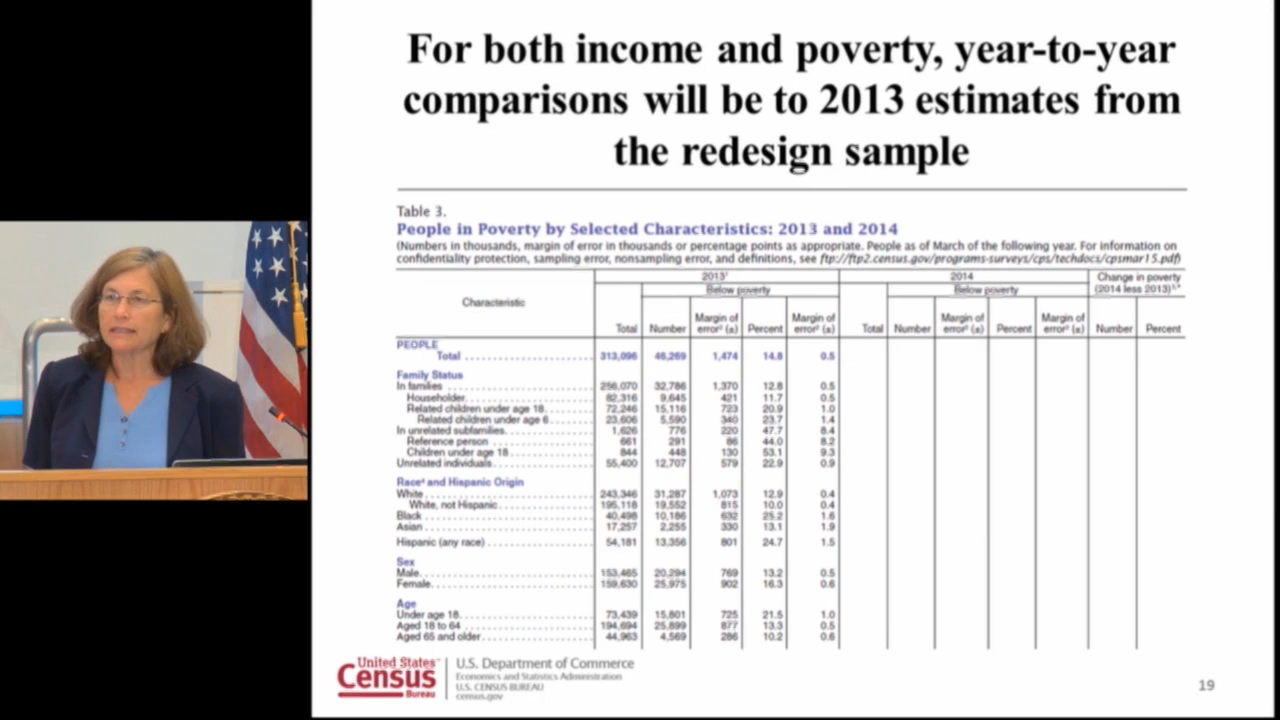 For both income and poverty, year-to-year
comparisons will be to 2013 estimates from
the redesign sample
Table 3.
People in Poverty by Selected Characteristics: 2013 and 2014
(Numbers in thousands, margin of error in thousands or percentage points as appropriate. People as of March of the following year. For information on
confidentiality protection, sampling error, nonsampling error, and definitions, see ftp://ftp2.census.gov/programs-surveys/cps/techdocs/cpsmar15.pdf)
Characteristic 2013¹ 2014 Change in poverty
(2014 less 2013)
Below poverty Below poverty
Total Number Margin of error² (±) Percent Margin of error² (±) Total Number Margin of error² (±) Percent Margin of error² (±) Number Percent
PEOPLE
Total 313,096 46,269 1,474 14.8 0.5
Family Status
In families 256,070 32,786 1,370 12.8 0.5
Householder 82,316 9,645 421 11.7 0.5
Related children under age 18 72,246 15,116 723 20.9 1.0
Related children under age 6 23,606 5,590 340 23.7 1.4
In unrelated subfamilies 1,626 776 220 47.7 8.4
Reference person 661 291 86 44.0 8.2
Children under age 18 844 448 130 53.1 9.3
Unrelated individuals 55,400 12,707 579 22.9 0.9
Race⁴ and Hispanic Origin
White 243,346 31,287 1,073 12.9 0.4
White, not Hispanic 195,118 19,552 815 10.0 0.4
Black 40,498 10,186 632 25.2 1.6
Asian 17,257 2,255 330 13.1 1.9
Hispanic (any race) 54,181 13,356 801 24.7 1.5
Sex
Male 153,465 20,294 769 13.2 0.5
Female 159,630 25,975 902 16.3 0.6
Age
Under age 18 73,439 15,801 725 21.5 1.0
Aged 18 to 64 194,694 25,899 877 13.3 0.5
Aged 65 and older 44,963 4,569 286 10.2 0.6
United States™
Census
Bureau
U.S. Department of Commerce
Economics and Statistics Administration
U.S. CENSUS BUREAU
census.gov
19